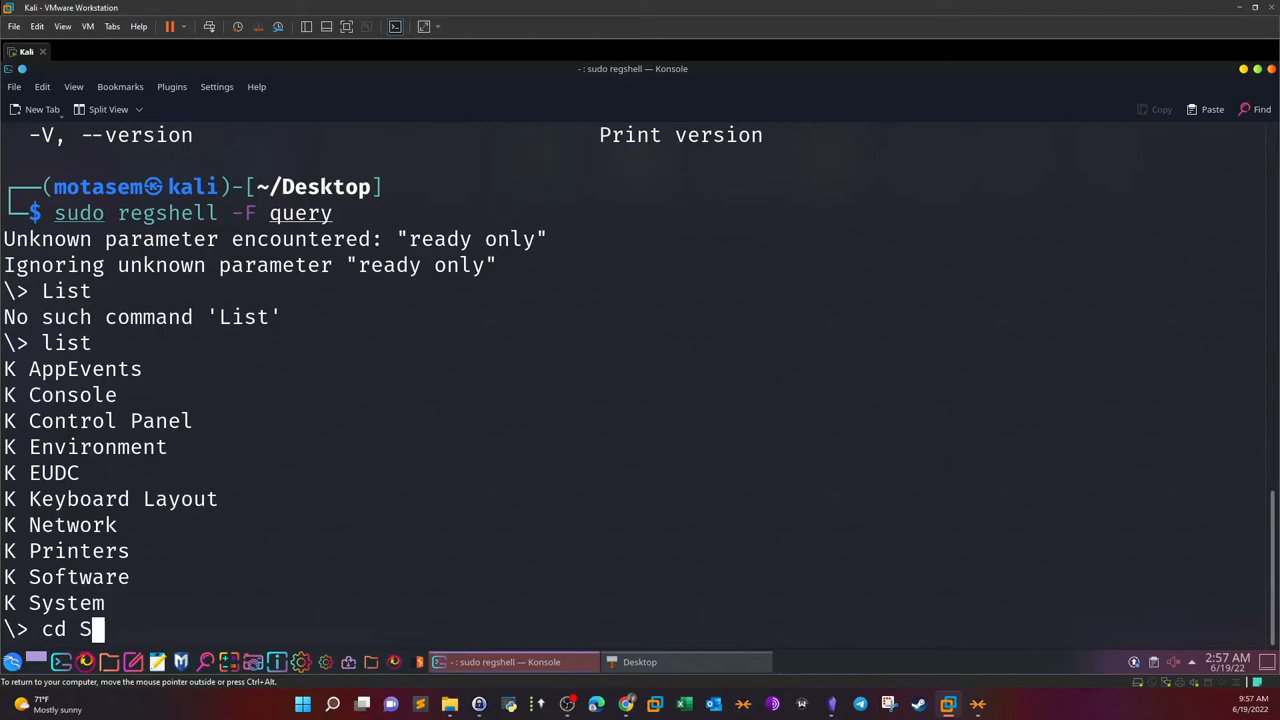 Kali - VMware Workstation
File Edit View VM Tabs Help
Kali
- : sudo regshell — Konsole
File Edit View Bookmarks Plugins Settings Help
New Tab Split View Copy Paste Find
-V, --version Print version
┌──(motasem㉿kali)-[~/Desktop]
└─$ sudo regshell -F query
Unknown parameter encountered: "ready only"
Ignoring unknown parameter "ready only"
\> List
No such command 'List'
\> list
K AppEvents
K Console
K Control Panel
K Environment
K EUDC
K Keyboard Layout
K Network
K Printers
K Software
K System
\> cd S
- : sudo regshell — Konsole Desktop 2:57 AM
6/19/22
To return to your computer, move the mouse pointer outside or press Ctrl+Alt.
71°F
Mostly sunny
9:57 AM
6/19/2022